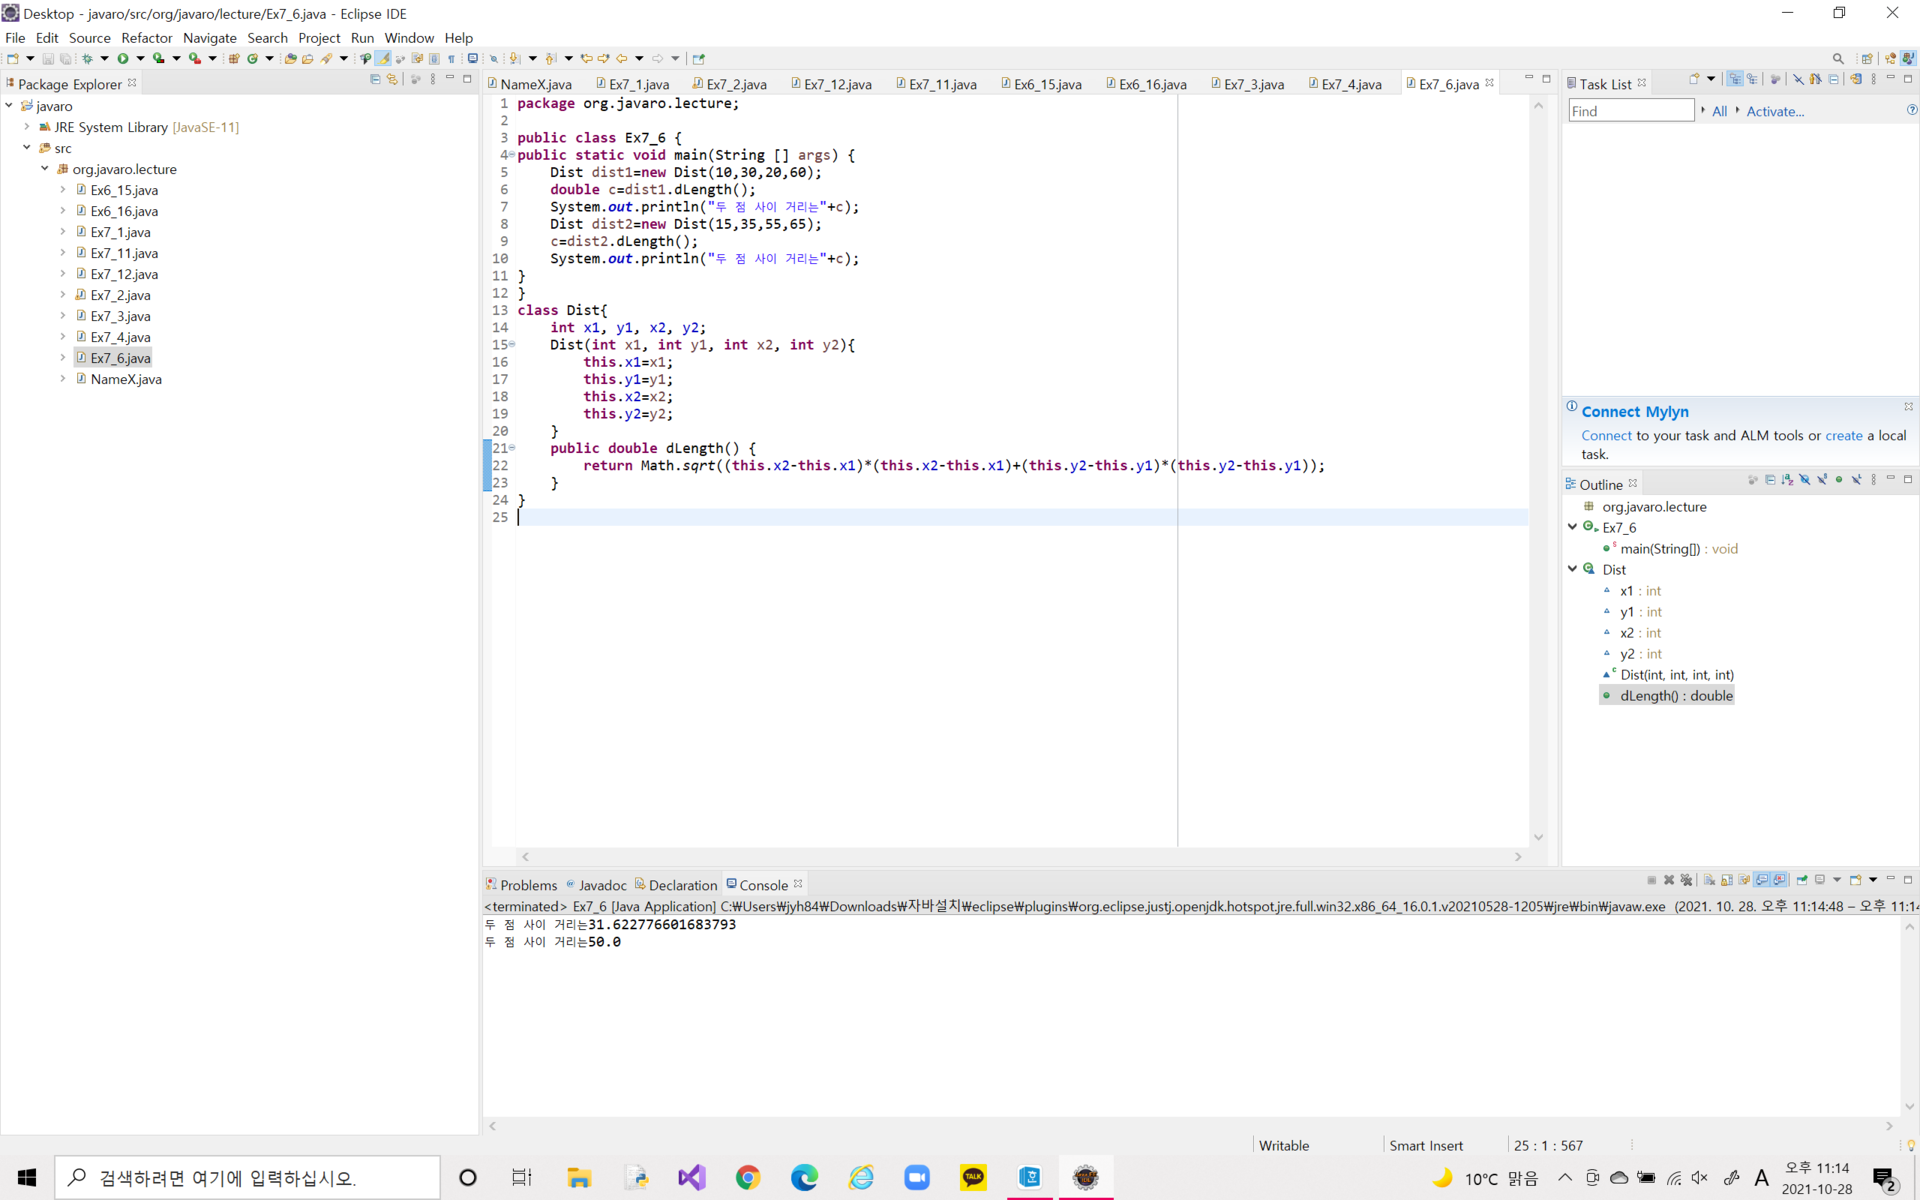 Desktop - javaro/src/org/javaro/lecture/Ex7_6.java - Eclipse IDE
File Edit Source Refactor Navigate Search Project Run Window Help
Package Explorer
javaro
JRE System Library [JavaSE-11]
src
org.javaro.lecture
Ex6_15.java
Ex6_16.java
Ex7_1.java
Ex7_11.java
Ex7_12.java
Ex7_2.java
Ex7_3.java
Ex7_4.java
Ex7_6.java
NameX.java
NameX.java Ex7_1.java Ex7_2.java Ex7_12.java Ex7_11.java Ex6_15.java Ex6_16.java Ex7_3.java Ex7_4.java Ex7_6.java
1 package org.javaro.lecture;
2
3 public class Ex7_6 {
4 public static void main(String [] args) {
5 Dist dist1=new Dist(10,30,20,60);
6 double c=dist1.dLength();
7 System.out.println("두 점 사이 거리는"+c);
8 Dist dist2=new Dist(15,35,55,65);
9 c=dist2.dLength();
10 System.out.println("두 점 사이 거리는"+c);
11 }
12 }
13 class Dist{
14 int x1, y1, x2, y2;
15 Dist(int x1, int y1, int x2, int y2){
16 this.x1=x1;
17 this.y1=y1;
18 this.x2=x2;
19 this.y2=y2;
20 }
21 public double dLength() {
22 return Math.sqrt((this.x2-this.x1)*(this.x2-this.x1)+(this.y2-this.y1)*(this.y2-this.y1));
23 }
24 }
25
Task List
Find All Activate...
Connect Mylyn
Connect to your task and ALM tools or create a local
task.
Outline
org.javaro.lecture
Ex7_6
main(String[]) : void
Dist
x1 : int
y1 : int
x2 : int
y2 : int
Dist(int, int, int, int)
dLength() : double
Problems Javadoc Declaration Console
<terminated> Ex7_6 [Java Application] C:₩Users₩jyh84₩Downloads₩자바설치₩eclipse₩plugins₩org.eclipse.justj.openjdk.hotspot.jre.full.win32.x86_64_16.0.1.v20210528-1205₩jre₩bin₩javaw.exe (2021. 10. 28. 오후 11:14:48 – 오후 11:14
두 점 사이 거리는31.622776601683793
두 점 사이 거리는50.0
Writable Smart Insert 25 : 1 : 567
검색하려면 여기에 입력하십시오.
TALK
10°C 맑음
A
오후 11:14
2021-10-28
2